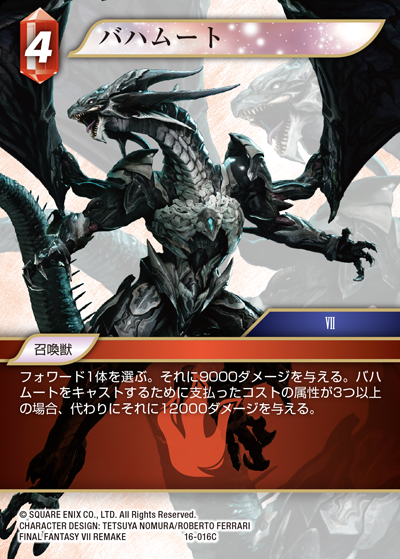 4
バハムート
VII
召喚獣
フォワード1体を選ぶ。それに9000ダメージを与える。バハ
ムートをキャストするために支払ったコストの属性が3つ以上
の場合、代わりにそれに12000ダメージを与える。
© SQUARE ENIX CO., LTD. All Rights Reserved.
CHARACTER DESIGN: TETSUYA NOMURA/ROBERTO FERRARI
FINAL FANTASY VII REMAKE 16-016C